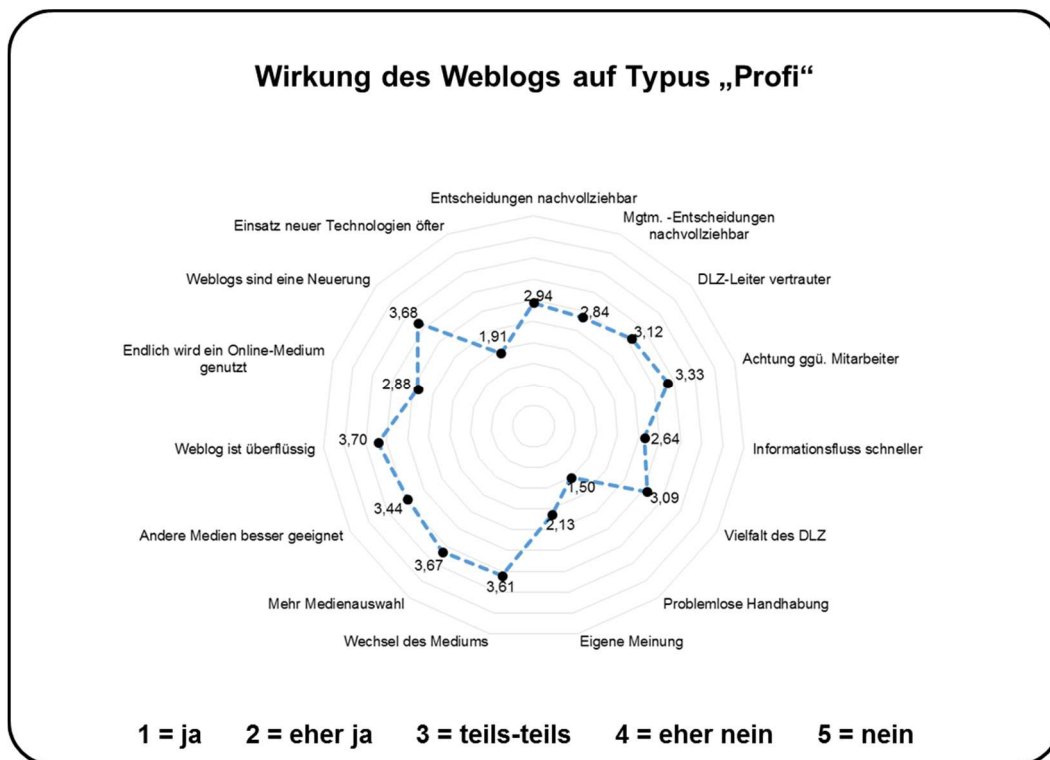 Wirkung des Weblogs auf Typus „Profi“
Entscheidungen nachvollziehbar
Mgtm. -Entscheidungen
nachvollziehbar
DLZ-Leiter vertrauter
Achtung ggü. Mitarbeiter
Informationsfluss schneller
Vielfalt des DLZ
Problemlose Handhabung
Eigene Meinung
Wechsel des Mediums
Mehr Medienauswahl
Andere Medien besser geeignet
Weblog ist überflüssig
Endlich wird ein Online-Medium
genutzt
Weblogs sind eine Neuerung
Einsatz neuer Technologien öfter
2,94
2,84
3,12
3,33
2,64
3,09
1,50
2,13
3,61
3,67
3,44
3,70
2,88
3,68
1,91
1 = ja 2 = eher ja 3 = teils-teils 4 = eher nein 5 = nein